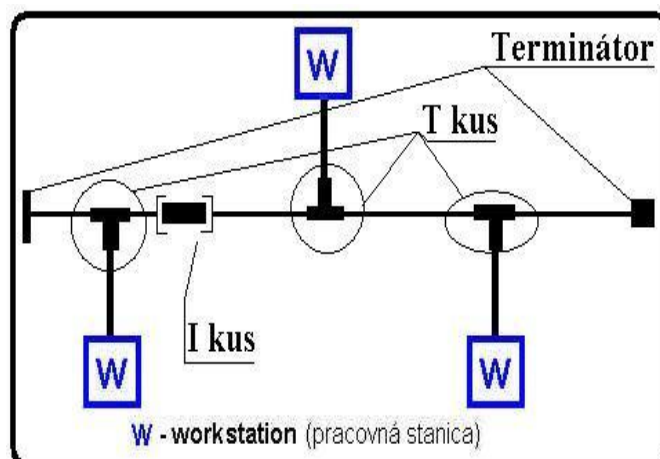 Terminátor
W
T kus
I kus
W
W
W - workstation (pracovná stanica)